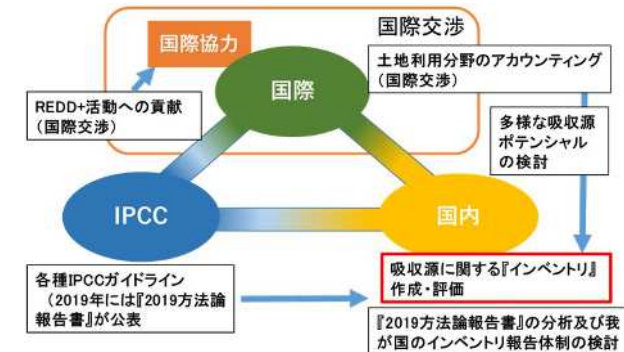 国際交渉
国際協力
土地利用分野のアカウンティング
(国際交渉)
国際
REDD+活動への貢献
(国際交渉)
多様な吸収源
ポテンシャル
の検討
IPCC
国内
吸収源に関する『インベントリ』
作成・評価
各種IPCCガイドライン
(2019年には『2019方法論
報告書』が公表
『2019方法論報告書』の分析及び我
が国のインベントリ報告体制の検討